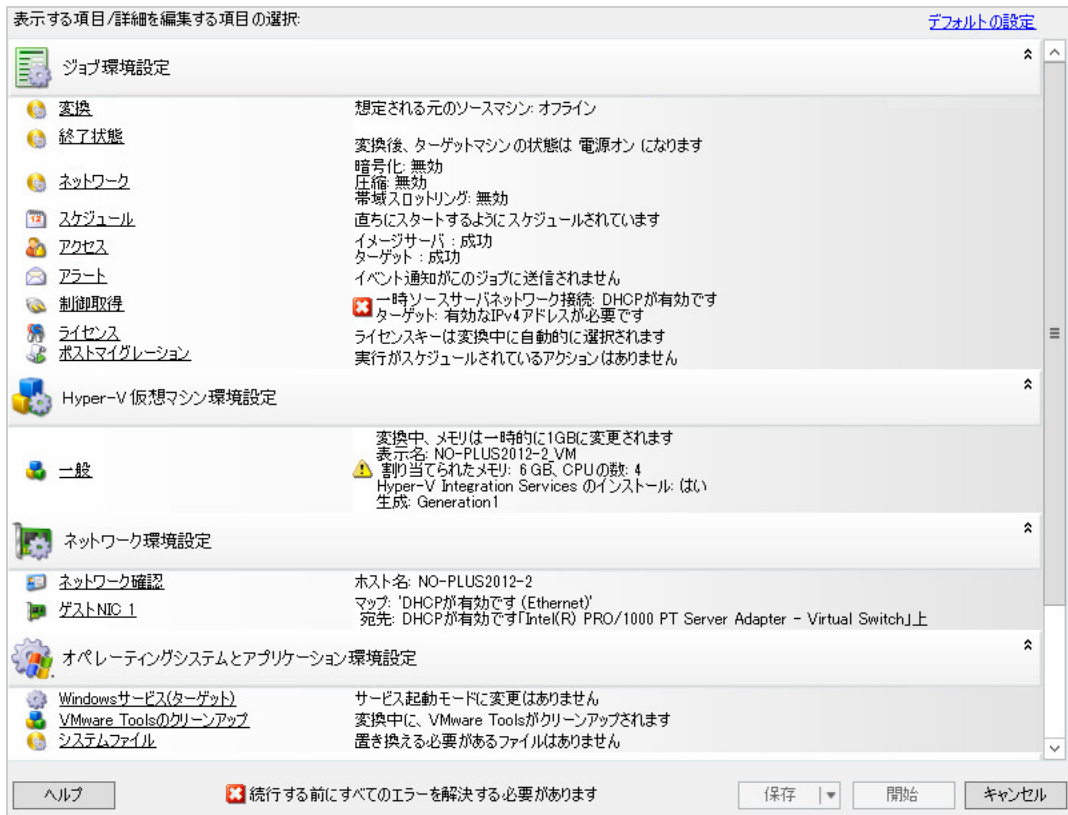 表示する項目/詳細を編集する項目の選択:
デフォルトの設定
ジョブ環境設定
変換 想定される元のソースマシン: オフライン
終了状態 変換後、ターゲットマシンの状態は 電源オン になります
ネットワーク 暗号化: 無効
圧縮: 無効
帯域スロットリング: 無効
スケジュール 直ちにスタートするようにスケジュールされています
アクセス イメージサーバ : 成功
ターゲット : 成功
アラート イベント通知がこのジョブに送信されません
制御取得 一時ソースサーバネットワーク接続: DHCPが有効です
ターゲット: 有効なIPv4アドレスが必要です
ライセンス ライセンスキーは変換中に自動的に選択されます
ポストマイグレーション 実行がスケジュールされているアクションはありません
Hyper-V 仮想マシン環境設定
一般 変換中、メモリは一時的に1GBに変更されます
表示名: NO-PLUS2012-2_VM
割り当てられたメモリ: 6 GB、CPUの数: 4
Hyper-V Integration Services のインストール: はい
生成: Generation1
ネットワーク環境設定
ネットワーク確認 ホスト名: NO-PLUS2012-2
ゲストNIC 1 マップ: 'DHCPが有効です (Ethernet)'
宛先: DHCPが有効です「Intel(R) PRO/1000 PT Server Adapter - Virtual Switch」上
オペレーティングシステムとアプリケーション環境設定
Windowsサービス(ターゲット) サービス起動モードに変更はありません
VMware Toolsのクリーンアップ 変換中に、VMware Toolsがクリーンアップされます
システムファイル 置き換える必要があるファイルはありません
ヘルプ 続行する前にすべてのエラーを解決する必要があります 保存 開始 キャンセル